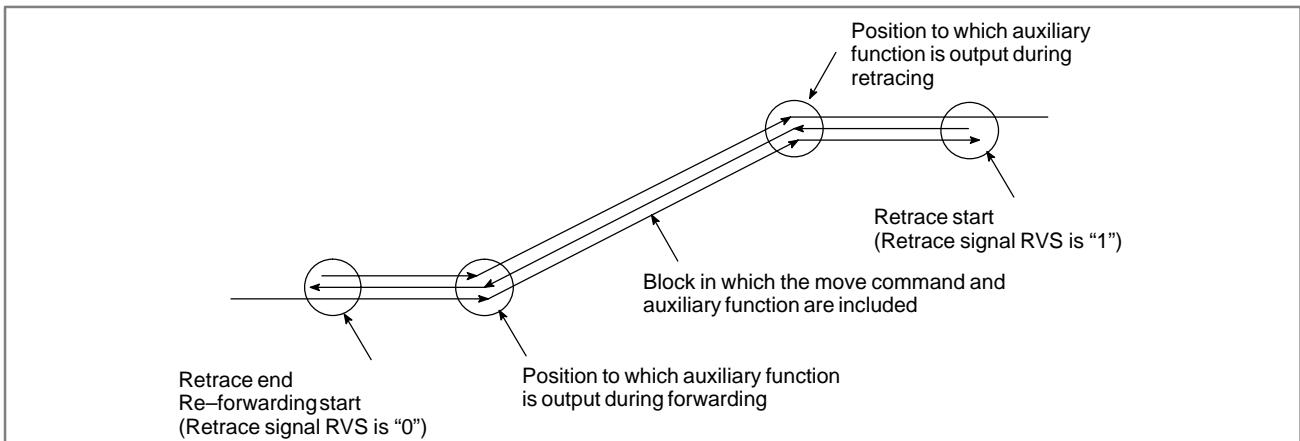 Position to which auxiliary
function is output during
retracing
Retrace start
(Retrace signal RVS is “1”)
Block in which the move command and
auxiliary function are included
Position to which auxiliary function
is output during forwarding
Retrace end
Re–forwarding start
(Retrace signal RVS is “0”)